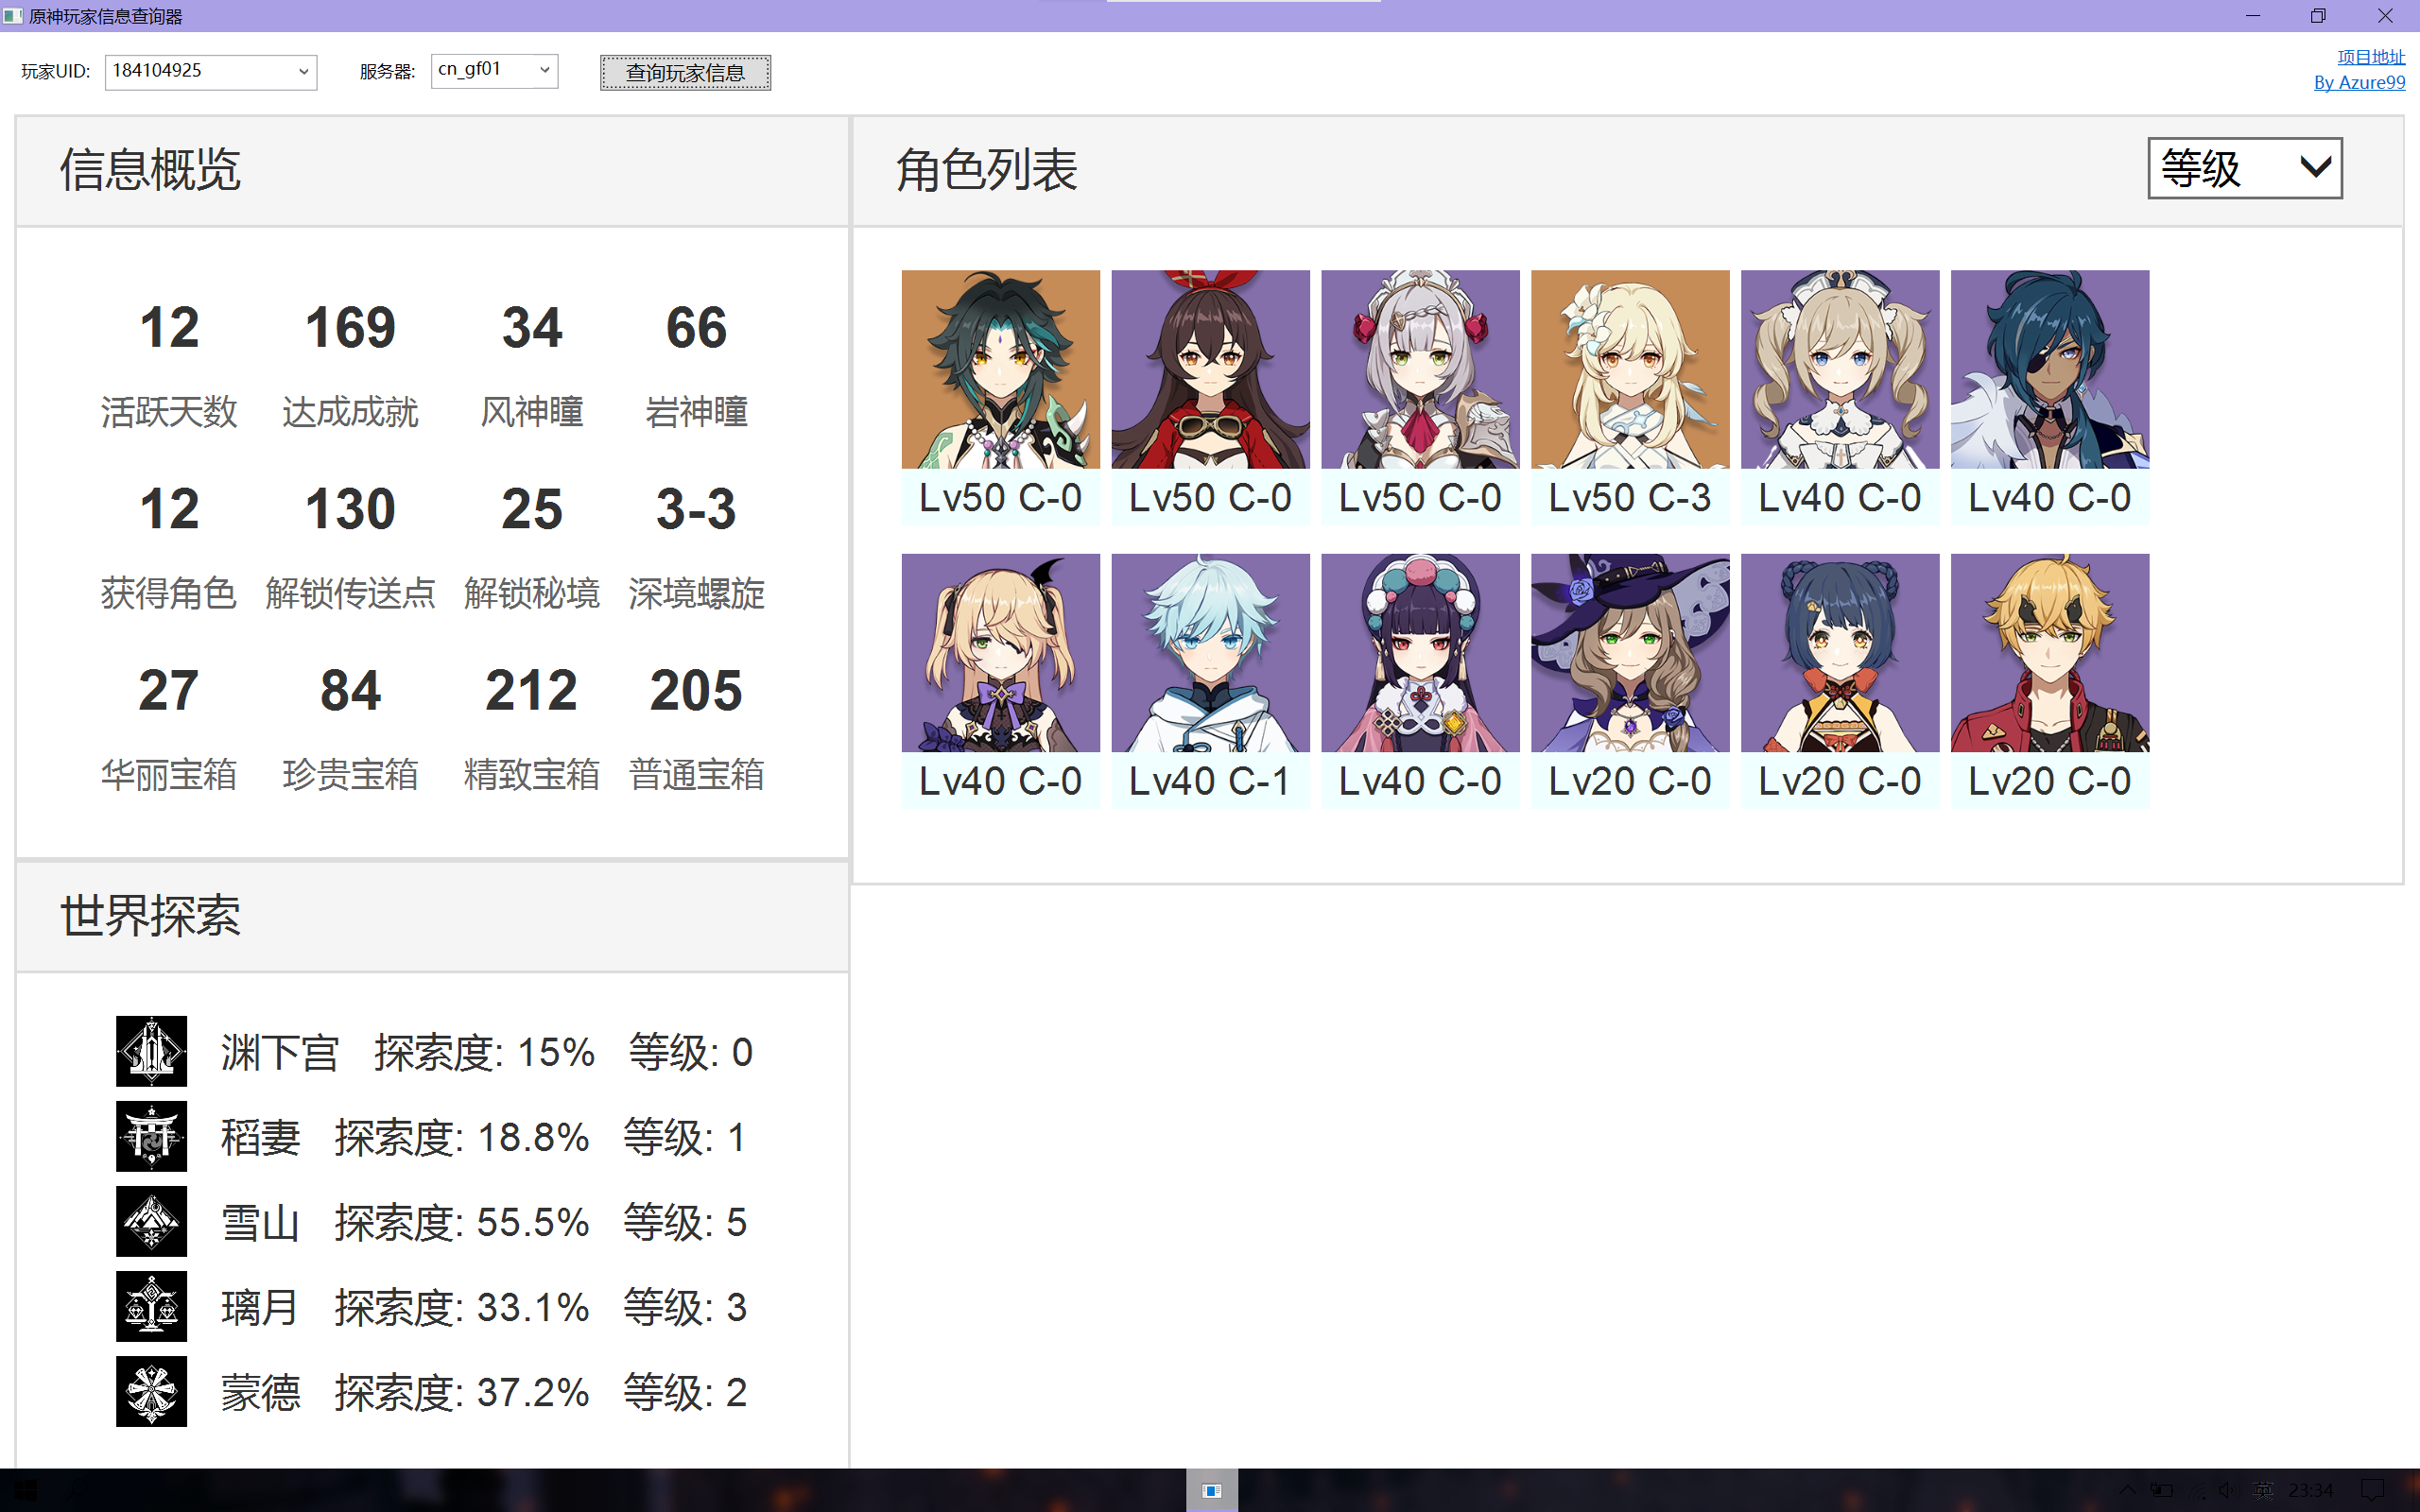 原神玩家信息查询器
玩家UID: 184104925 服务器: cn_gf01 查询玩家信息
项目地址
By Azure99
信息概览
12 169 34 66
活跃天数 达成成就 风神瞳 岩神瞳
12 130 25 3-3
获得角色 解锁传送点 解锁秘境 深境螺旋
27 84 212 205
华丽宝箱 珍贵宝箱 精致宝箱 普通宝箱
世界探索
渊下宫 探索度: 15% 等级: 0
稻妻 探索度: 18.8% 等级: 1
雪山 探索度: 55.5% 等级: 5
璃月 探索度: 33.1% 等级: 3
蒙德 探索度: 37.2% 等级: 2
角色列表 等级
Lv50 C-0 Lv50 C-0 Lv50 C-0 Lv50 C-3 Lv40 C-0 Lv40 C-0
Lv40 C-0 Lv40 C-1 Lv40 C-0 Lv20 C-0 Lv20 C-0 Lv20 C-0
英 23:34